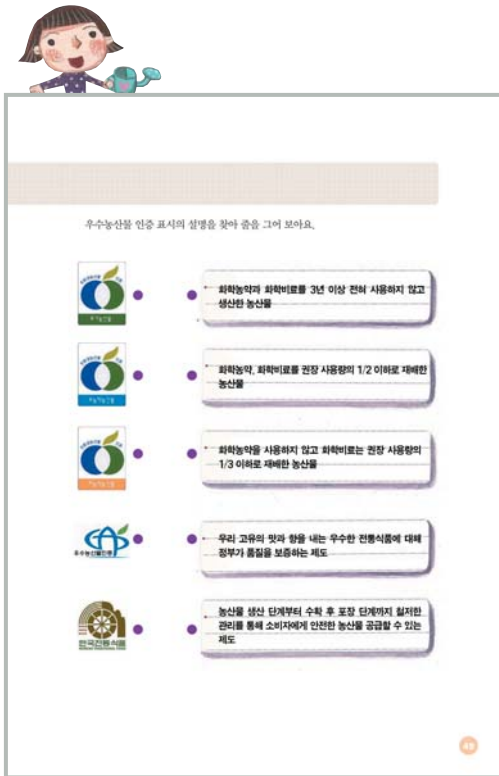 우수농산물 인증 표시의 설명을 찾아 줄을 그어 보아요.
화학농약과 화학비료를 3년 이상 전혀 사용하지 않고
생산한 농산물
화학농약, 화학비료를 권장 사용량의 1/2 이하로 재배한
농산물
화학농약을 사용하지 않고 화학비료는 권장 사용량의
1/3 이하로 재배한 농산물
우수농산물인증
우리 고유의 맛과 향을 내는 우수한 전통식품에 대해
정부가 품질을 보증하는 제도
한국전통식품
농산물 생산 단계부터 수확 후 포장 단계까지 철저한
관리를 통해 소비자에게 안전한 농산물 공급할 수 있는
제도
49